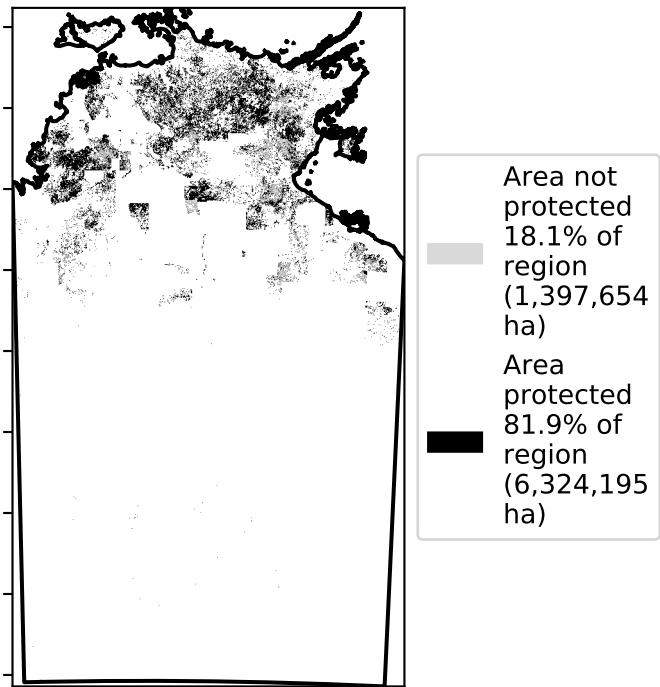 Area not
protected
18.1% of
region
(1,397,654
ha)
Area
protected
81.9% of
region
(6,324,195
ha)